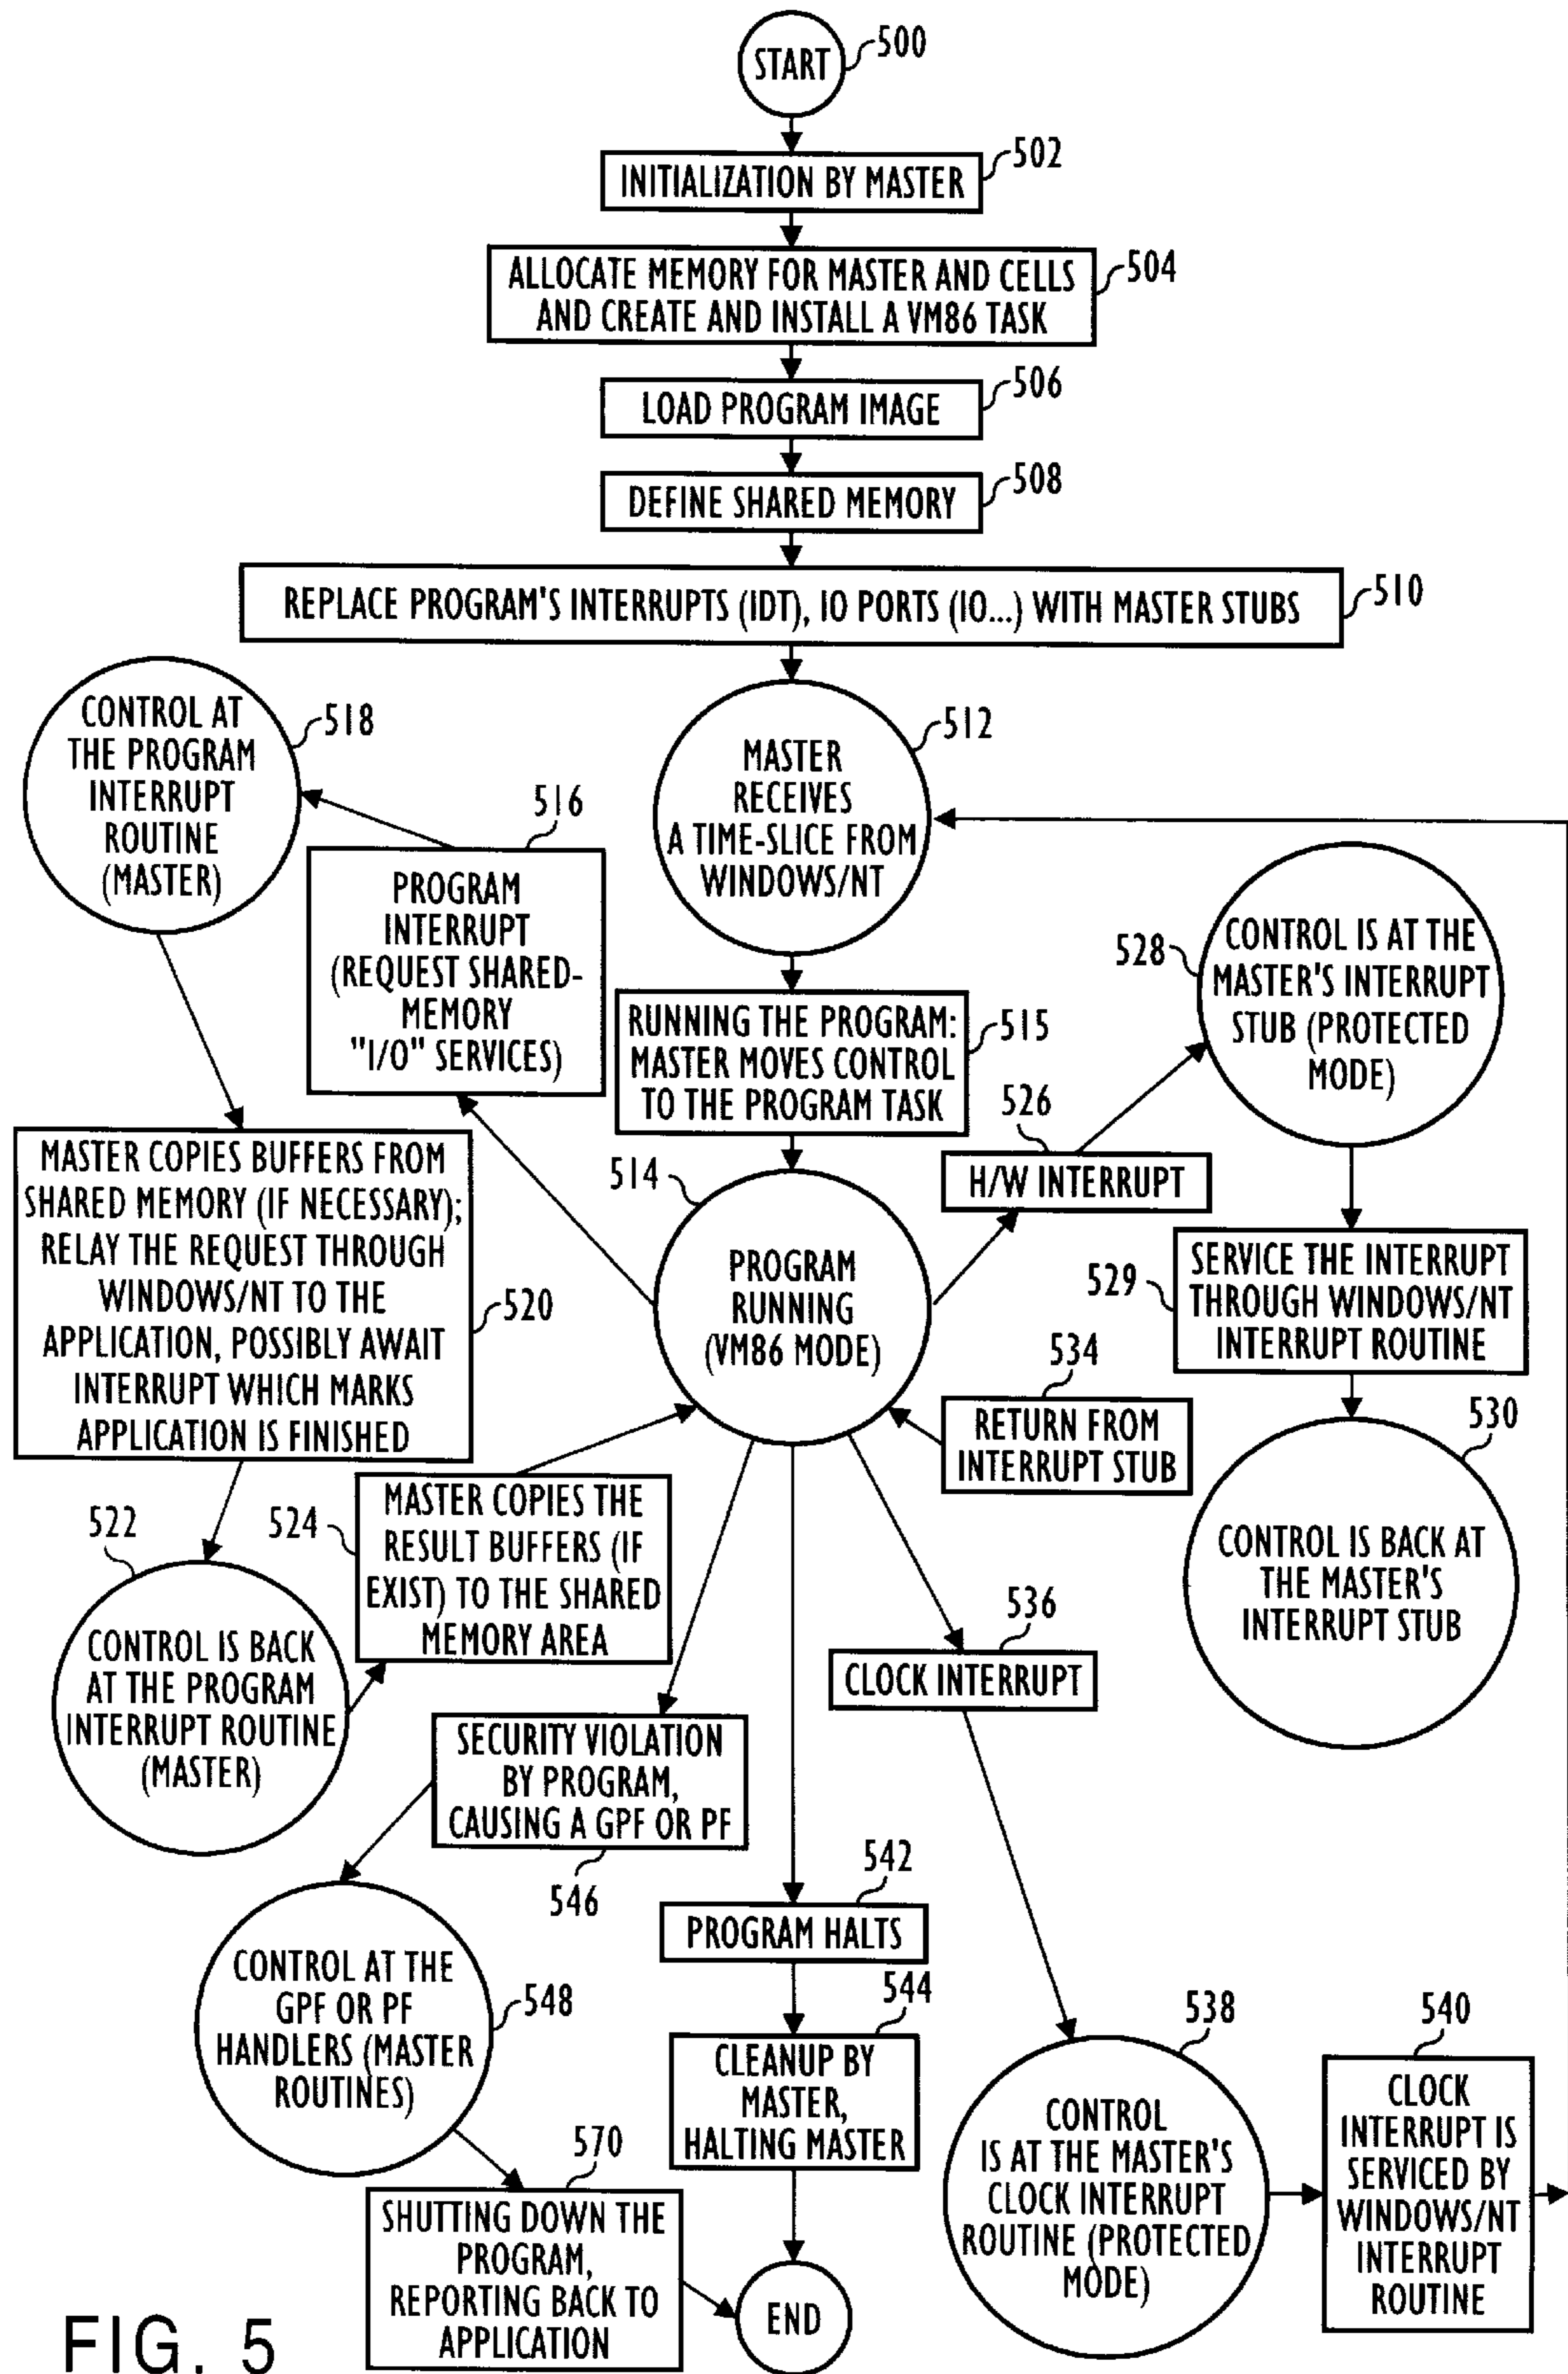 START
500
INITIALIZATION BY MASTER
502
ALLOCATE MEMORY FOR MASTER AND CELLS
AND CREATE AND INSTALL A VM86 TASK
504
LOAD PROGRAM IMAGE
506
DEFINE SHARED MEMORY
508
REPLACE PROGRAM'S INTERRUPTS (IDT), IO PORTS (IO...) WITH MASTER STUBS
510
MASTER
RECEIVES
A TIME-SLICE FROM
WINDOWS/NT
512
RUNNING THE PROGRAM:
MASTER MOVES CONTROL
TO THE PROGRAM TASK
515
514
PROGRAM
RUNNING
(VM86 MODE)
516
PROGRAM
INTERRUPT
(REQUEST SHARED-
MEMORY
"I/O" SERVICES)
CONTROL AT
THE PROGRAM
INTERRUPT
ROUTINE
(MASTER)
518
MASTER COPIES BUFFERS FROM
SHARED MEMORY (IF NECESSARY);
RELAY THE REQUEST THROUGH
WINDOWS/NT TO THE
APPLICATION, POSSIBLY AWAIT
INTERRUPT WHICH MARKS
APPLICATION IS FINISHED
520
522
CONTROL IS BACK
AT THE PROGRAM
INTERRUPT ROUTINE
(MASTER)
524
MASTER COPIES THE
RESULT BUFFERS (IF
EXIST) TO THE SHARED
MEMORY AREA
526
H/W INTERRUPT
528
CONTROL IS AT THE
MASTER'S INTERRUPT
STUB (PROTECTED
MODE)
529
SERVICE THE INTERRUPT
THROUGH WINDOWS/NT
INTERRUPT ROUTINE
530
CONTROL IS BACK AT
THE MASTER'S
INTERRUPT STUB
534
RETURN FROM
INTERRUPT STUB
536
CLOCK INTERRUPT
538
CONTROL
IS AT THE MASTER'S
CLOCK INTERRUPT
ROUTINE (PROTECTED
MODE)
540
CLOCK
INTERRUPT IS
SERVICED BY
WINDOWS/NT
INTERRUPT
ROUTINE
542
PROGRAM HALTS
544
CLEANUP BY
MASTER,
HALTING MASTER
SECURITY VIOLATION
BY PROGRAM,
CAUSING A GPF OR PF
546
CONTROL AT THE
GPF OR PF
HANDLERS (MASTER
ROUTINES)
548
570
SHUTTING DOWN THE
PROGRAM,
REPORTING BACK TO
APPLICATION
END
FIG. 5